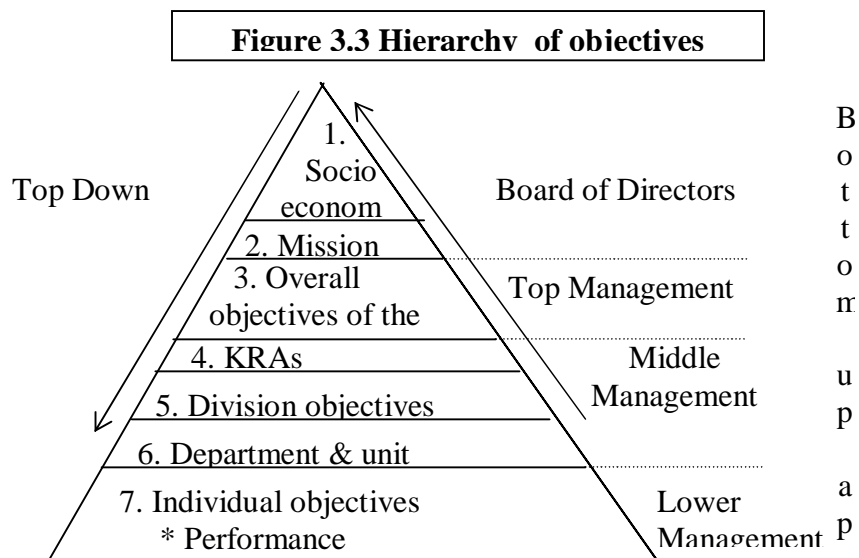 Figure 3.3 Hierarchy of objectives
1.
Socio
econom
2. Mission
3. Overall
objectives of the
4. KRAs
5. Division objectives
6. Department & unit
7. Individual objectives
* Performance
Top Down
Board of Directors
Top Management
Middle
Management
Lower
Management
B
o
t
t
o
m
u
p
a
p